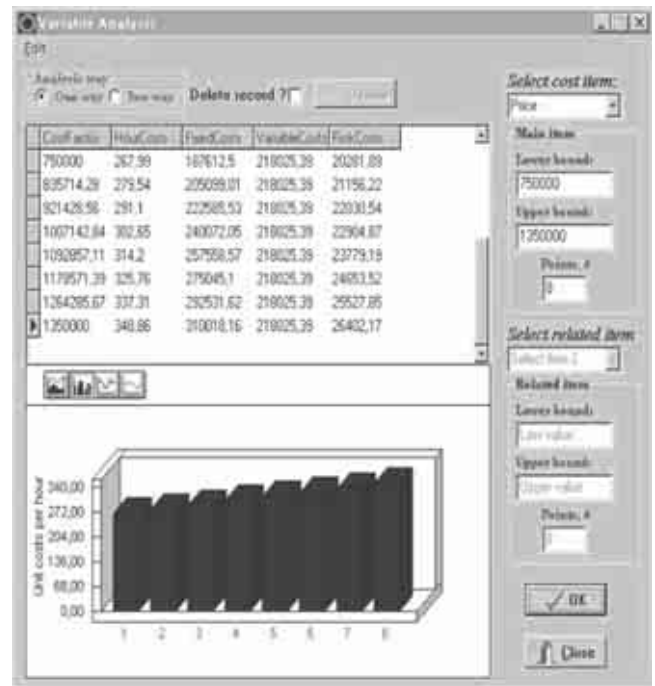 Variable Analysis
Edit
Analysis way
One way Two way Delete record ?
Select cost item:
Price
Main item
Lower bound:
750000
Upper bound:
1350000
Points, #
8
Select related item
Select Item 2
Related item
Lower bound:
Low value
Upper bound:
Upper value
Points, #
OK
Close
CostFactor HourCosts FixedCosts VariableCosts RiskCosts
750000 267,99 187612,5 218025,39 20281,89
835714,28 279,54 205099,01 218025,39 21156,22
921428,56 291,1 222585,53 218025,39 22030,54
1007142,84 302,65 240072,05 218025,39 22904,87
1092857,11 314,2 257558,57 218025,39 23779,19
1178571,39 325,76 275045,1 218025,39 24653,52
1264285,67 337,31 292531,62 218025,39 25527,85
1350000 348,86 310018,16 218025,39 26402,17
Unit costs per hour
340,00
272,00
204,00
136,00
68,00
0,00
1 2 3 4 5 6 7 8